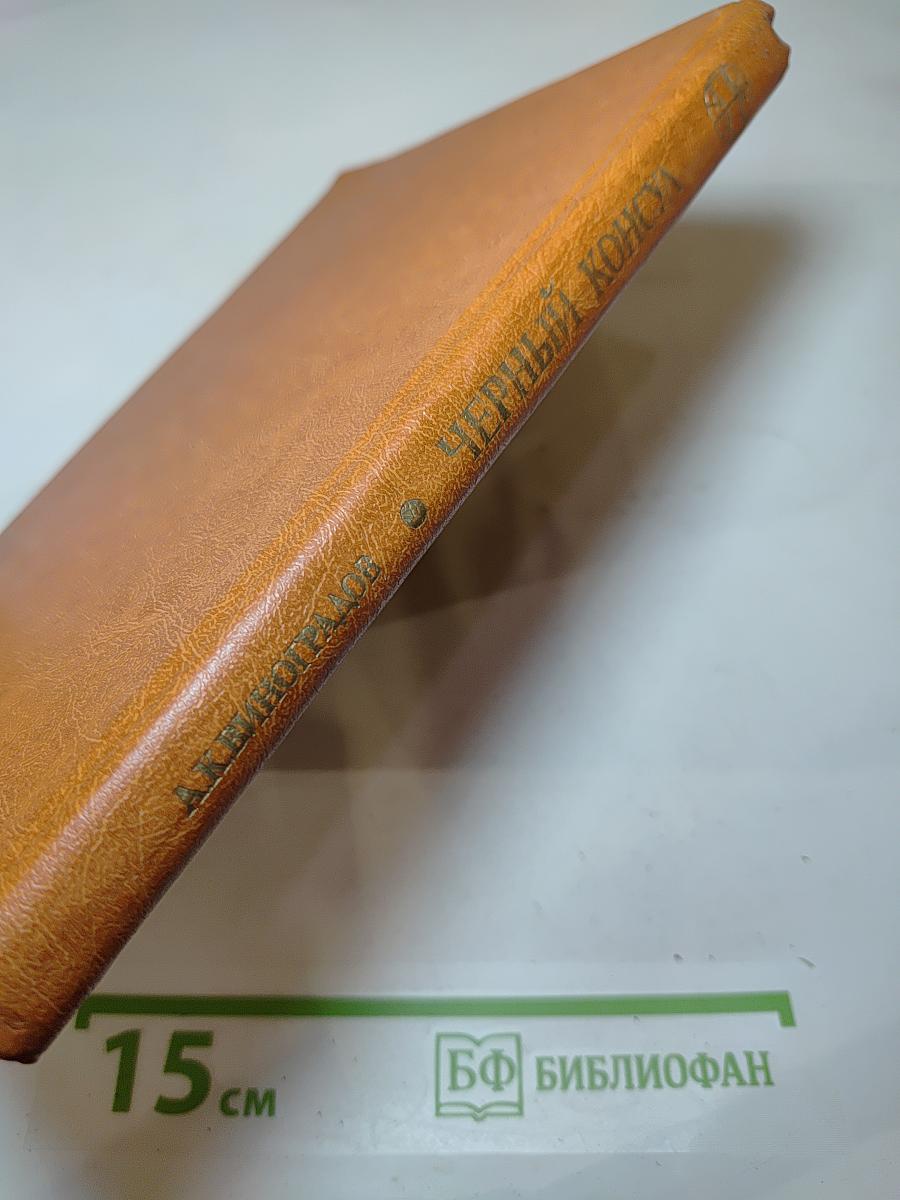 А.К.ВИНОГРАДОВ • ЧЕРНЫЙ КОНСУЛ
15 см
БФ БИБЛИОФАН